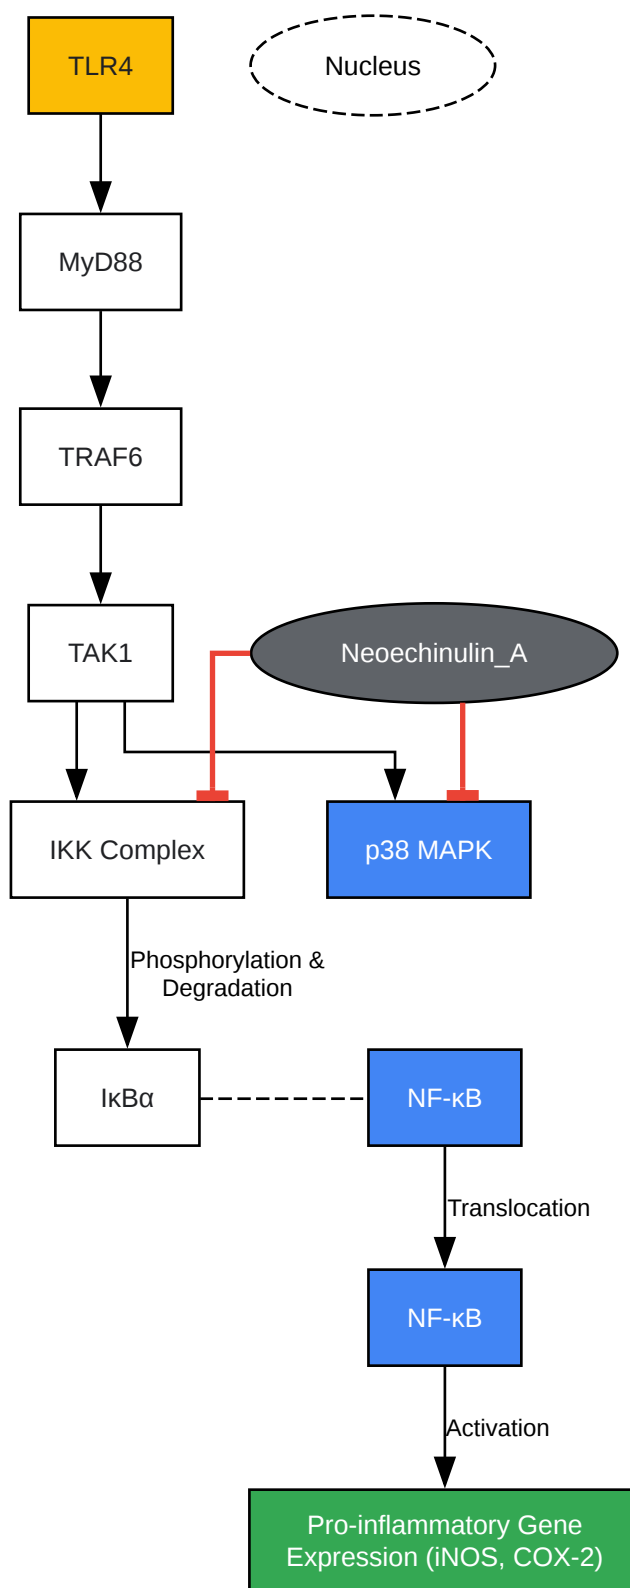 TLR4
Nucleus
MyD88
TRAF6
TAK1
Neoechinulin_A
IKK Complex
p38 MAPK
Phosphorylation &
Degradation
IκBα
NF-κB
Translocation
NF-κB
Activation
Pro-inflammatory Gene
Expression (iNOS, COX-2)